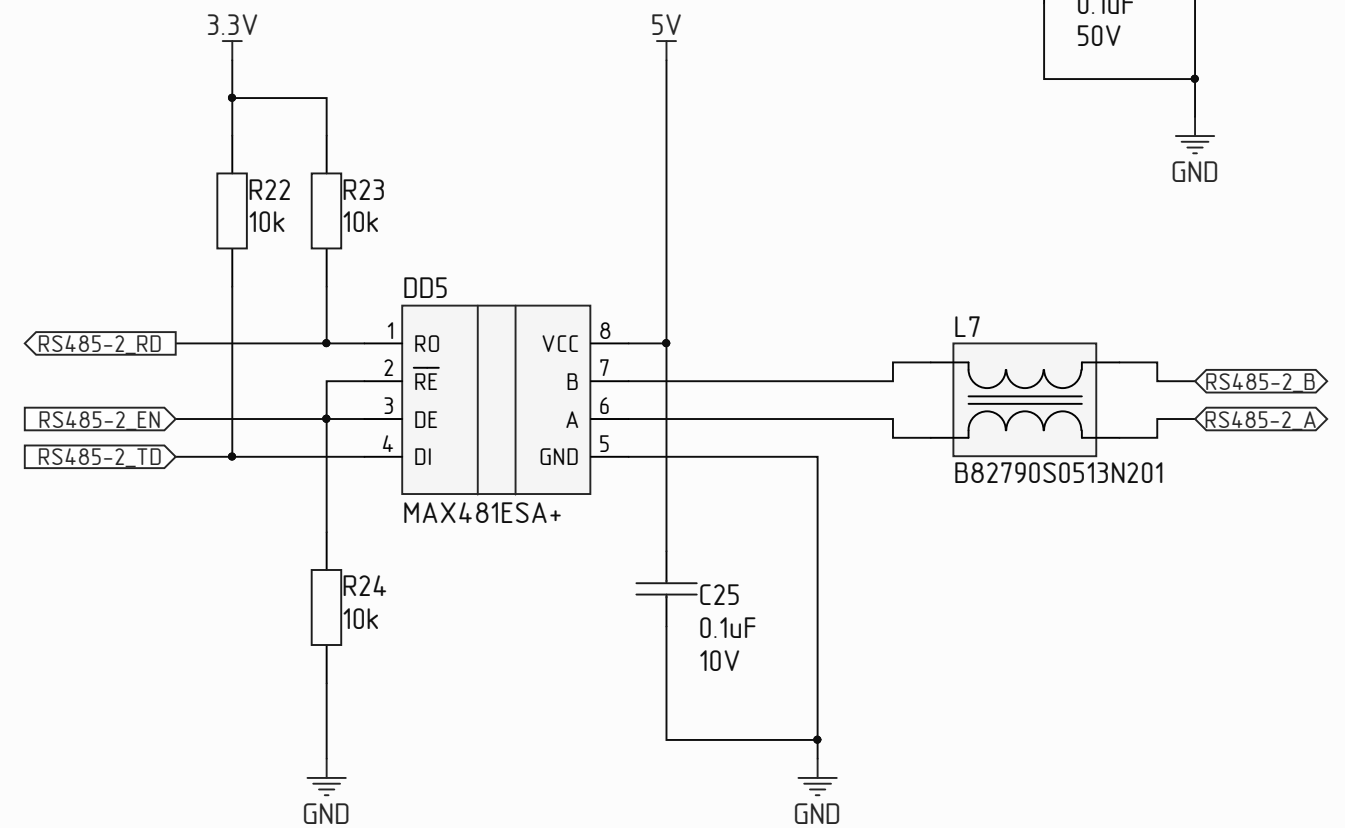 3.3V
5V
0.1uF
50V
GND
R22
10k
R23
10k
DD5
1
RO
2
RE
3
DE
4
DI
VCC
8
B
7
A
6
GND
5
MAX481ESA+
RS485-2_RD
RS485-2_EN
RS485-2_TD
L7
B82790S0513N201
RS485-2_B
RS485-2_A
R24
10k
C25
0.1uF
10V
GND
GND